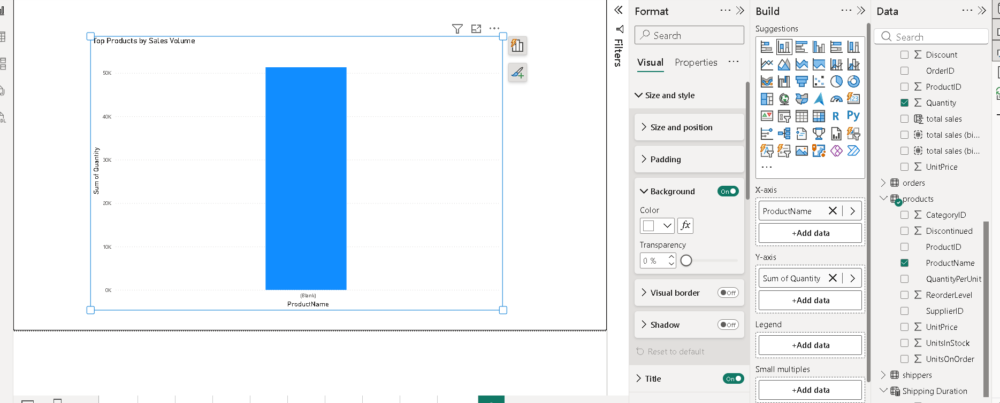 Top Products by Sales Volume
50K
40K
30K
20K
10K
0K
Sum of Quantity
(Blank)
ProductName
Filters
Format
Search
Visual
Properties
Size and style
Size and position
Padding
Background
On
Color
fx
Transparency
0 %
Visual border
Off
Shadow
Off
Reset to default
Title
On
Build
Suggestions
123
R
Py
X-axis
ProductName
+Add data
Y-axis
Sum of Quantity
+Add data
Legend
+Add data
Small multiples
+Add data
Data
Search
Discount
OrderID
ProductID
Quantity
total sales
total sales (bi...
total sales (bi...
UnitPrice
orders
products
CategoryID
Discontinued
ProductID
ProductName
QuantityPerUnit
ReorderLevel
SupplierID
UnitPrice
UnitsInStock
UnitsOnOrder
shippers
Shipping Duration